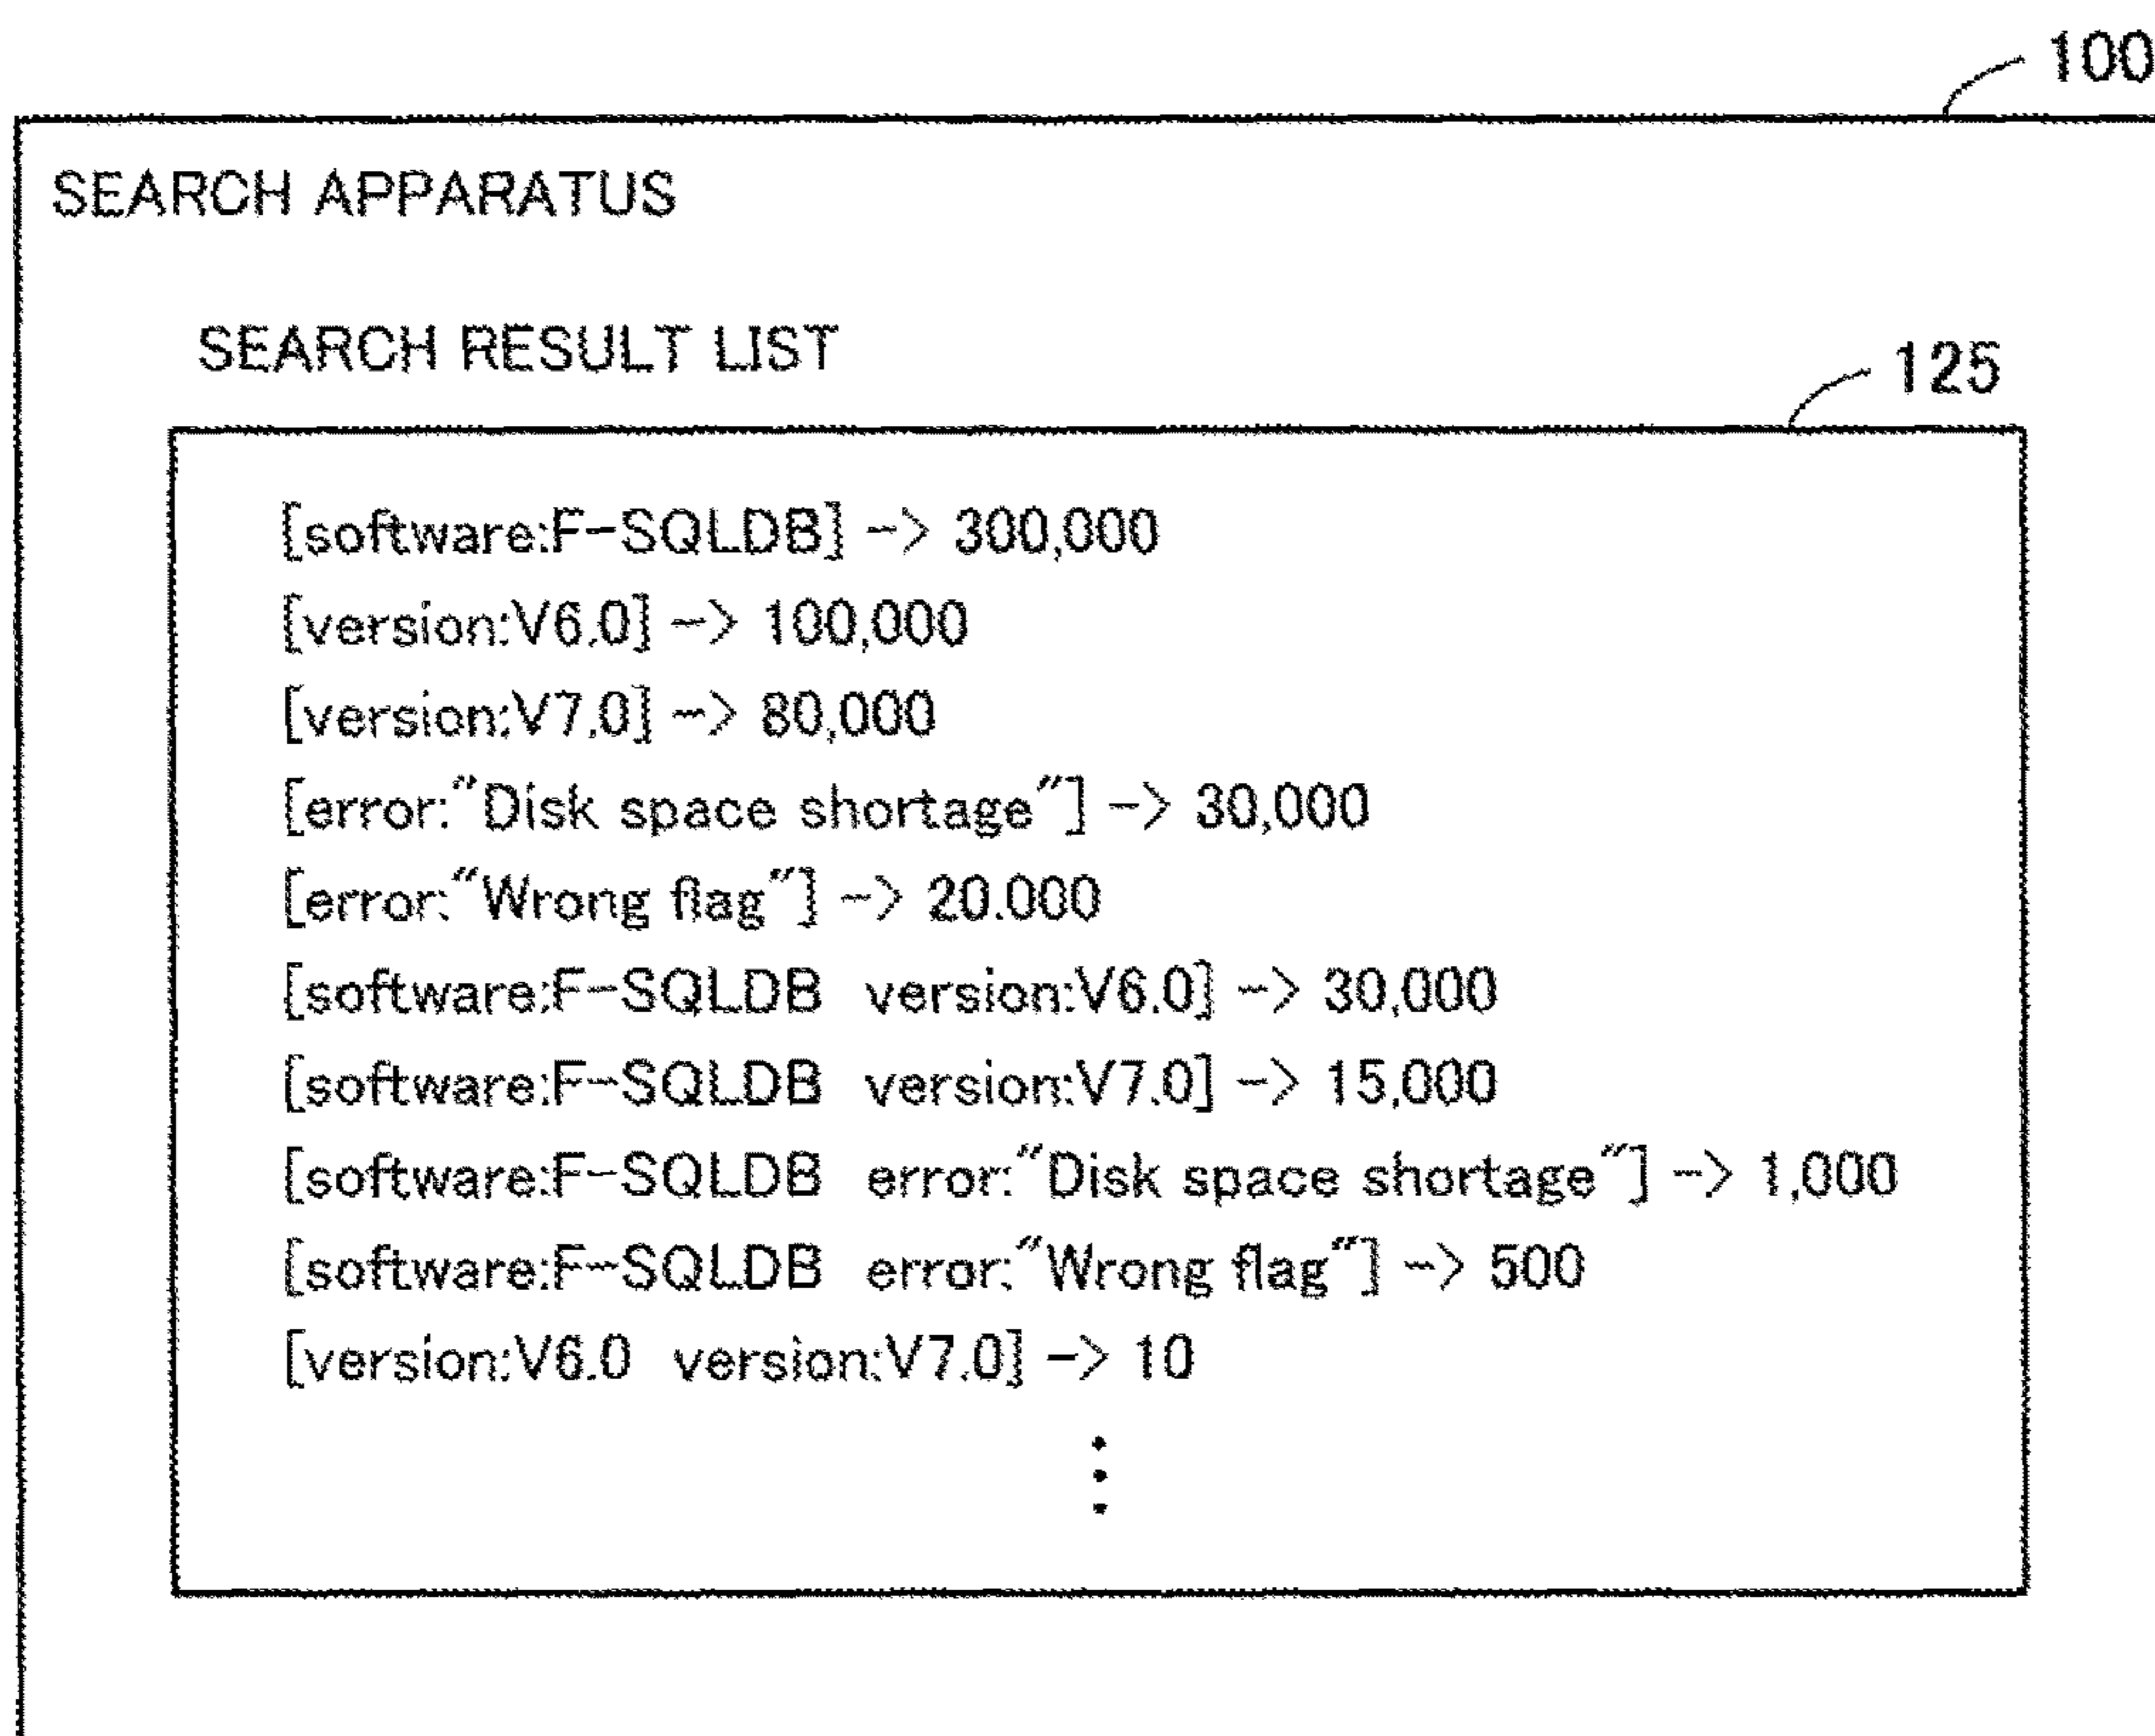 100
SEARCH APPARATUS
SEARCH RESULT LIST
125
[software:F-SQLDB] -> 300,000
[version:V6.0] -> 100,000
[version:V7.0] -> 80,000
[error:"Disk space shortage"] -> 30,000
[error:"Wrong flag"] -> 20.000
[software:F-SQLDB version:V6.0] -> 30,000
[software:F-SQLDB version:V7.0] -> 15,000
[software:F-SQLDB error:"Disk space shortage"] -> 1,000
[software:F-SQLDB error:"Wrong flag"] -> 500
[version:V6.0 version:V7.0] -> 10